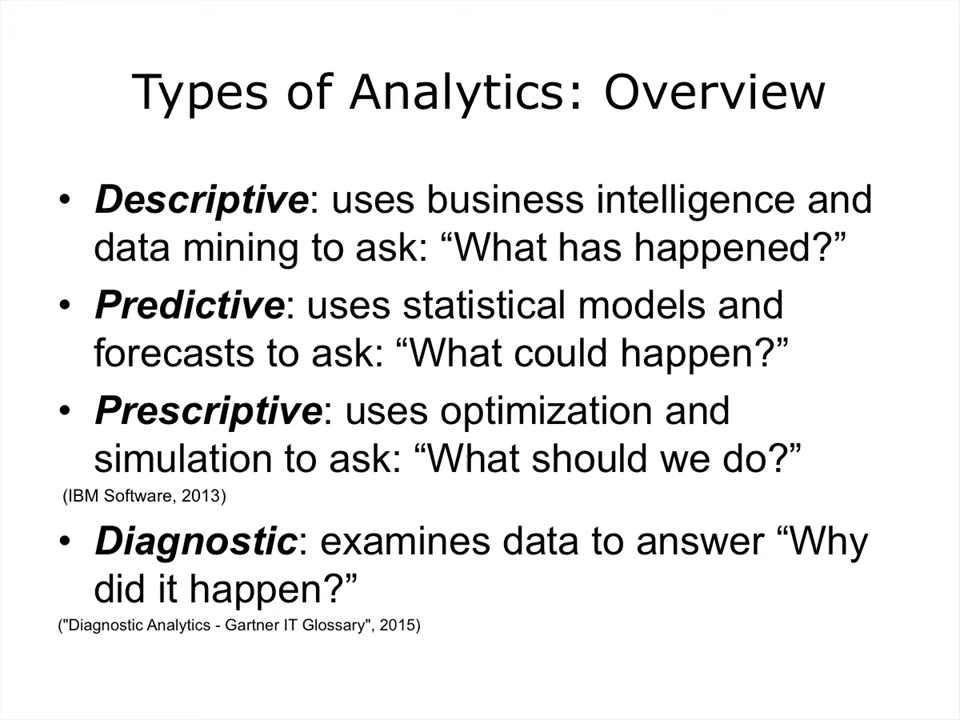 Types of Analytics: Overview
• Descriptive: uses business intelligence and
data mining to ask: “What has happened?”
• Predictive: uses statistical models and
forecasts to ask: “What could happen?”
• Prescriptive: uses optimization and
simulation to ask: “What should we do?”
(IBM Software, 2013)
• Diagnostic: examines data to answer “Why
did it happen?”
("Diagnostic Analytics - Gartner IT Glossary", 2015)